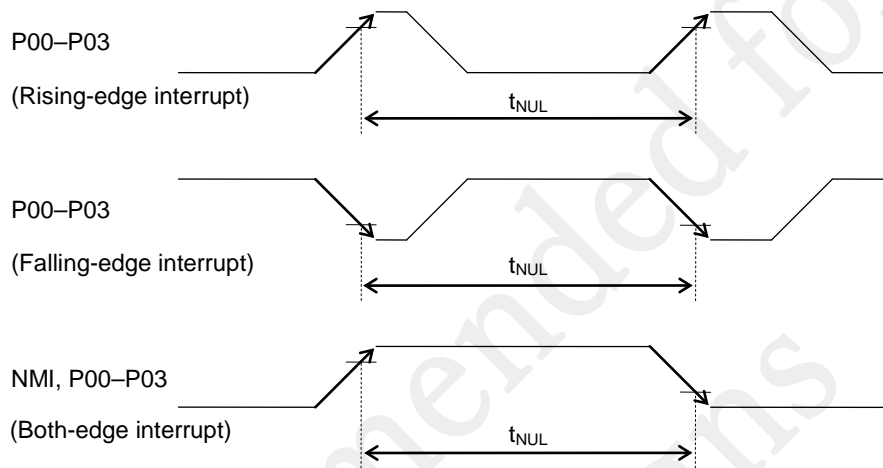 P00–P03
(Rising-edge interrupt)
tNUL
P00–P03
(Falling-edge interrupt)
tNUL
NMI, P00–P03
(Both-edge interrupt)
tNUL